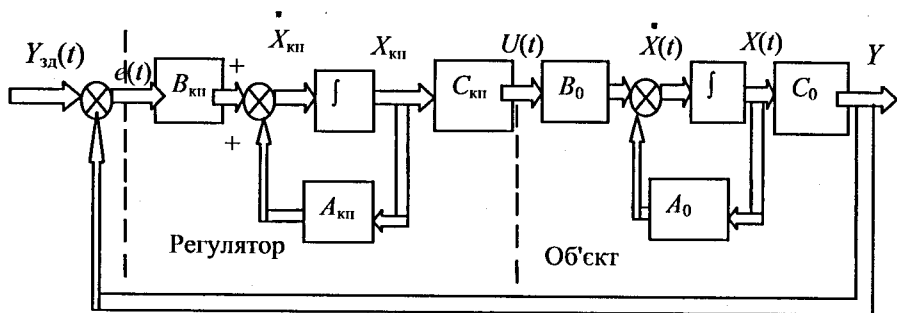 Y_зд(t)
e(t)
B_кп
+
+
Ẋ_кп
∫
X_кп
A_кп
C_кп
U(t)
B_0
Ẋ(t)
∫
X(t)
A_0
C_0
Y
Регулятор
Об'єкт